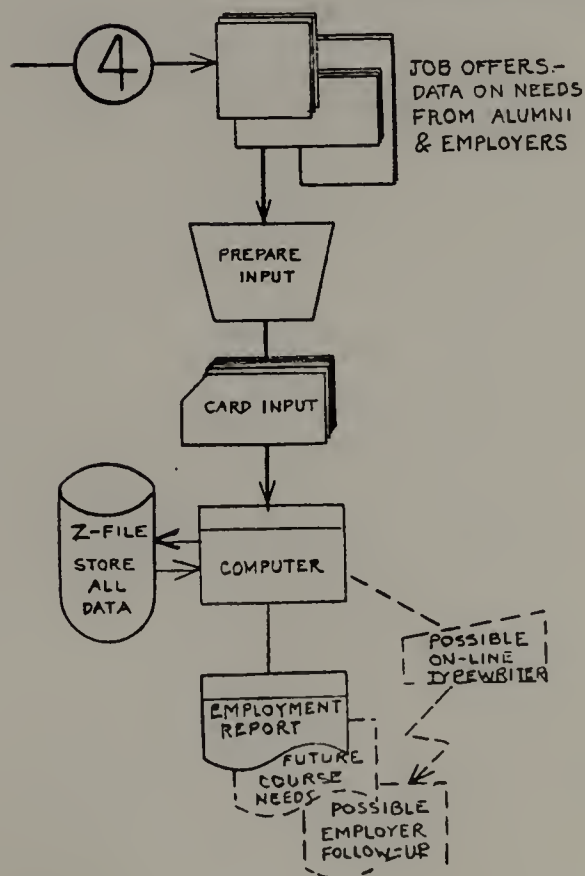 4
JOB OFFERS.-
DATA ON NEEDS
FROM ALUMNI
& EMPLOYERS
PREPARE
INPUT
CARD INPUT
Z-FILE
STORE
ALL
DATA
COMPUTER
POSSIBLE
ON-LINE
TYPEWRITER
EMPLOYMENT
REPORT
FUTURE
COURSE
NEEDS
POSSIBLE
EMPLOYER
FOLLOW-UP